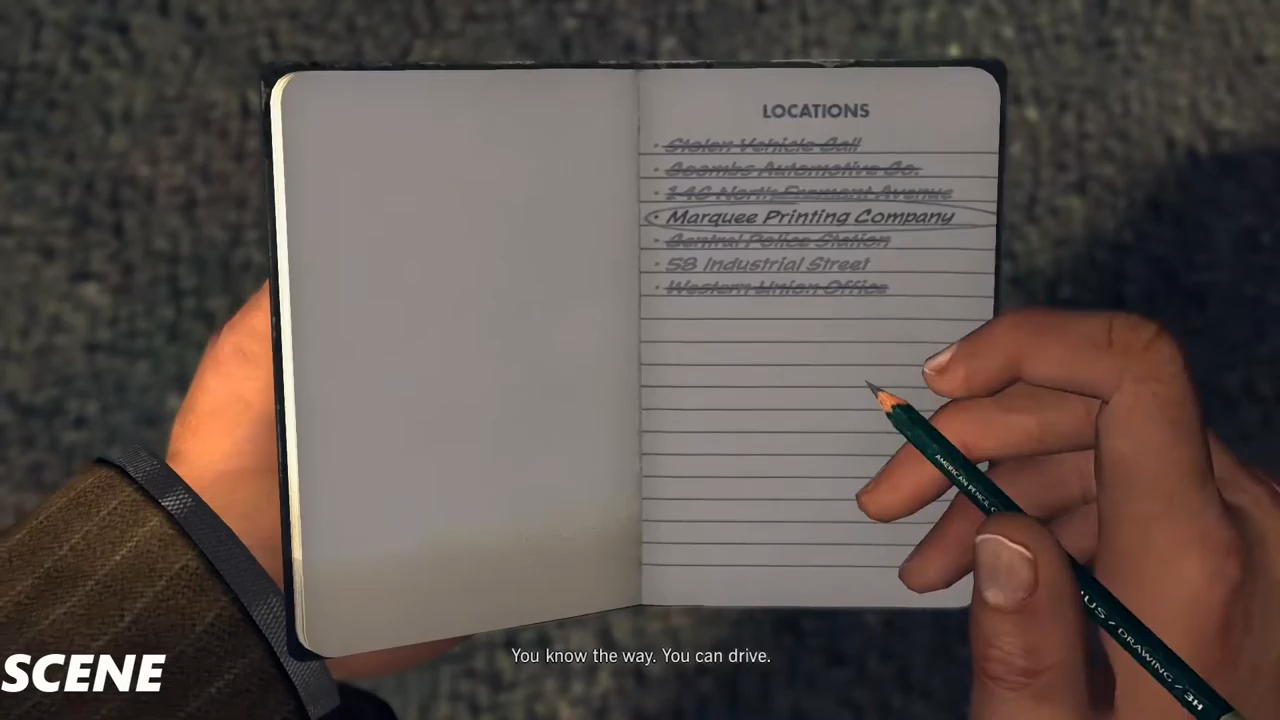 LOCATIONS
· Stolen Vehicle Call
· Coombs Automotive Co.
· 146 North Fremont Avenue
· Marquee Printing Company
· Central Police Station
· 58 Industrial Street
· Western Union Office
AMERICAN PENCIL C
US / DRAWING / 3H
You know the way. You can drive.
SCENE